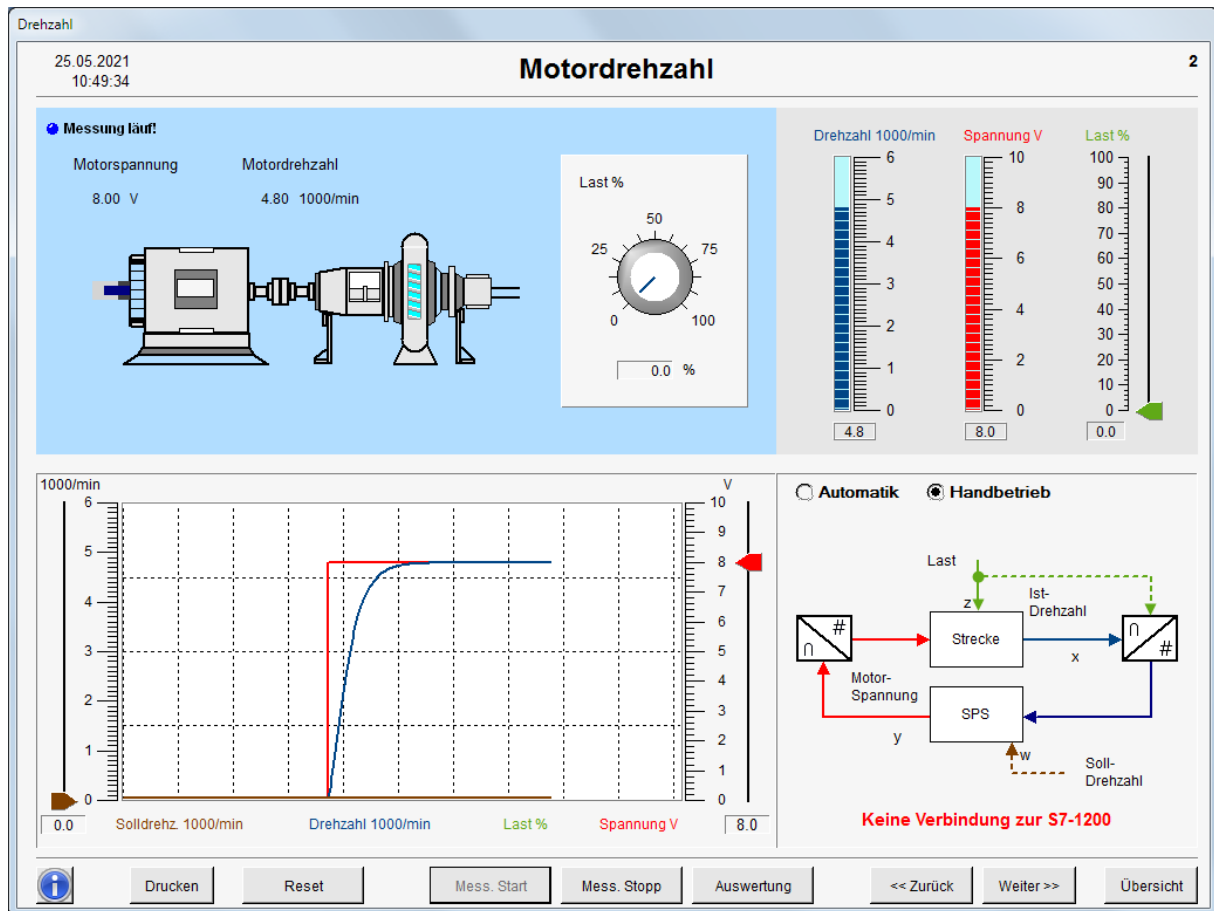 Drehzahl
25.05.2021
10:49:34
Motordrehzahl
2
Messung läuf!
Motorspannung
Motordrehzahl
8.00 V
4.80 1000/min
Last %
50
25
75
0
100
0.0 %
Drehzahl 1000/min
6
5
4
3
2
1
0
4.8
Spannung V
10
8
6
4
2
0
8.0
Last %
100
90
80
70
60
50
40
30
20
10
0
0.0
1000/min
6
5
4
3
2
1
0
0.0
V
10
9
8
7
6
5
4
3
2
1
0
8.0
Solldrehz. 1000/min
Drehzahl 1000/min
Last %
Spannung V
Automatik
Handbetrieb
Last
z
Ist-
Drehzahl
#
∩
Strecke
∩
#
x
Motor-
Spannung
SPS
y
w
Soll-
Drehzahl
Keine Verbindung zur S7-1200
i
Drucken
Reset
Mess. Start
Mess. Stopp
Auswertung
<< Zurück
Weiter >>
Übersicht